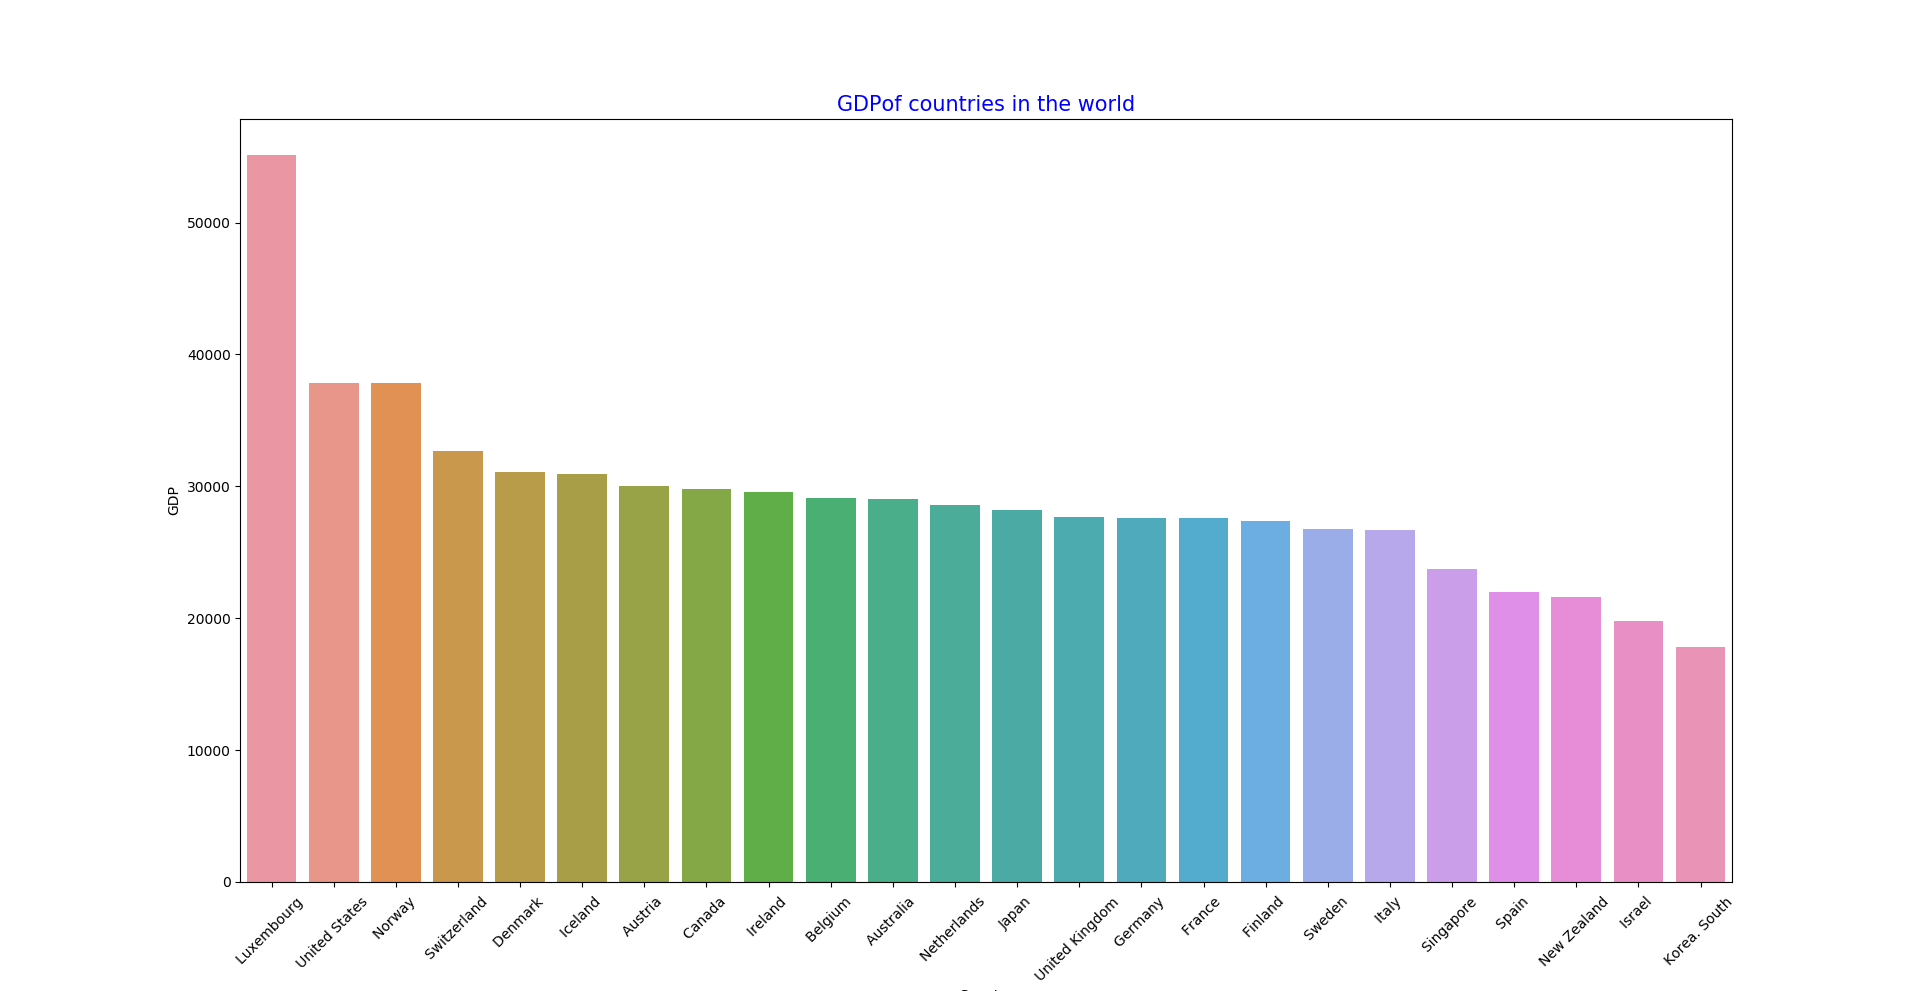 GDPof countries in the world
50000
40000
30000
20000
10000
0
GDP
Luxembourg
United States
Norway
Switzerland
Denmark
Iceland
Austria
Canada
Ireland
Belgium
Australia
Netherlands
Japan
United Kingdom
Germany
France
Finland
Sweden
Italy
Singapore
Spain
New Zealand
Israel
Korea. South